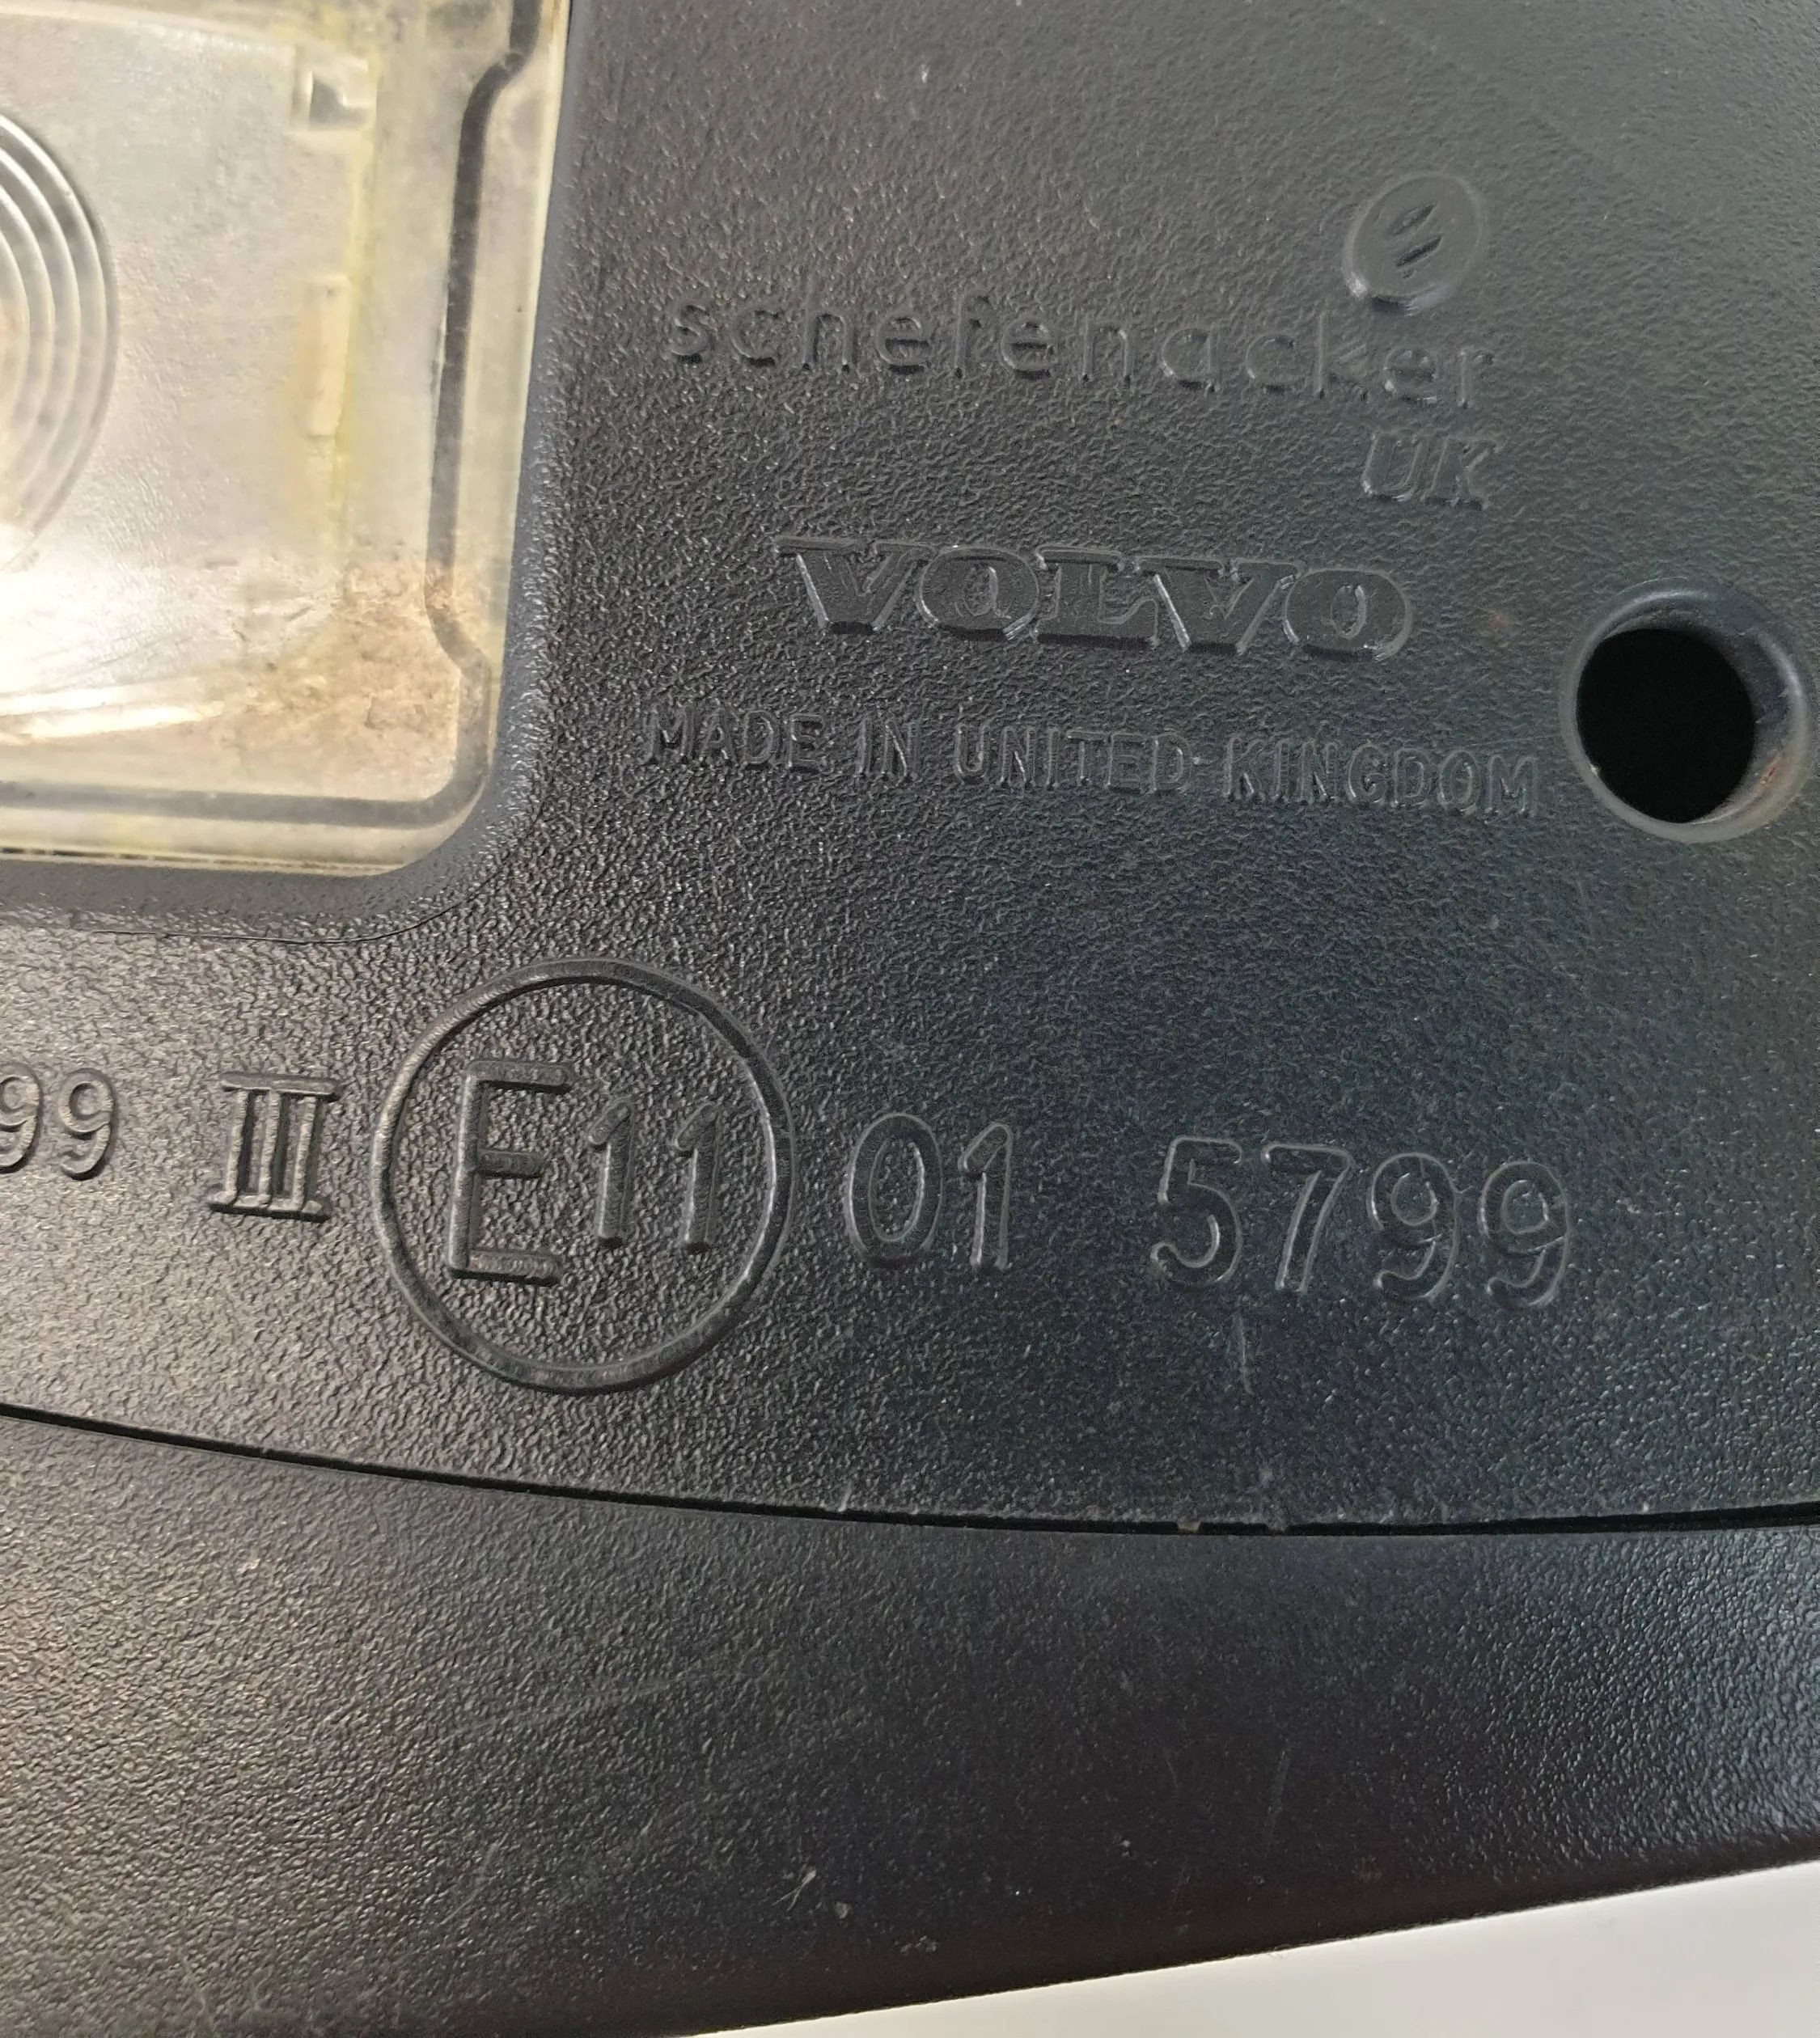 schefenacker
UK
VOLVO
MADE IN UNITED KINGDOM
99 III E11 01 5799